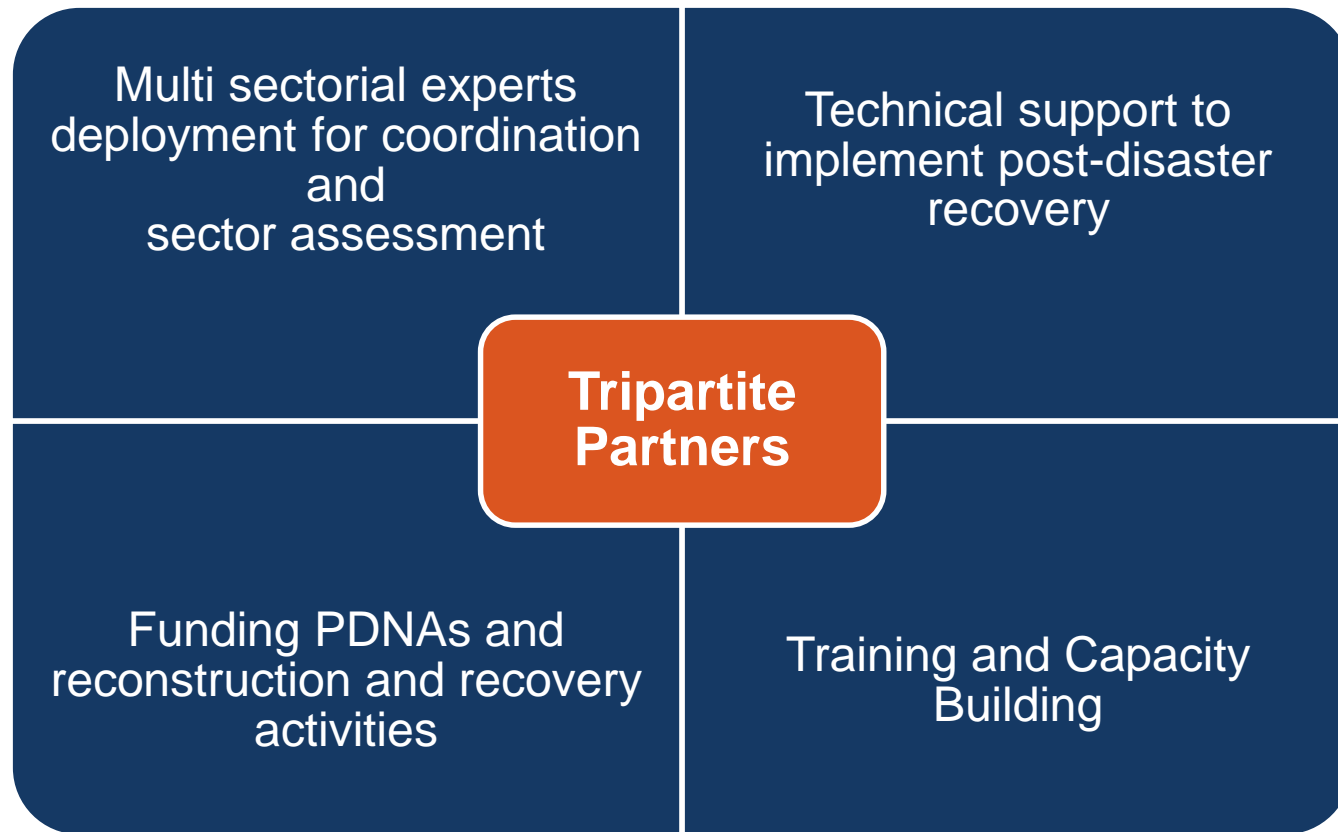 Multi sectorial experts
deployment for coordination
and
sector assessment
Technical support to
implement post-disaster
recovery
Tripartite
Partners
Funding PDNAs and
reconstruction and recovery
activities
Training and Capacity
Building